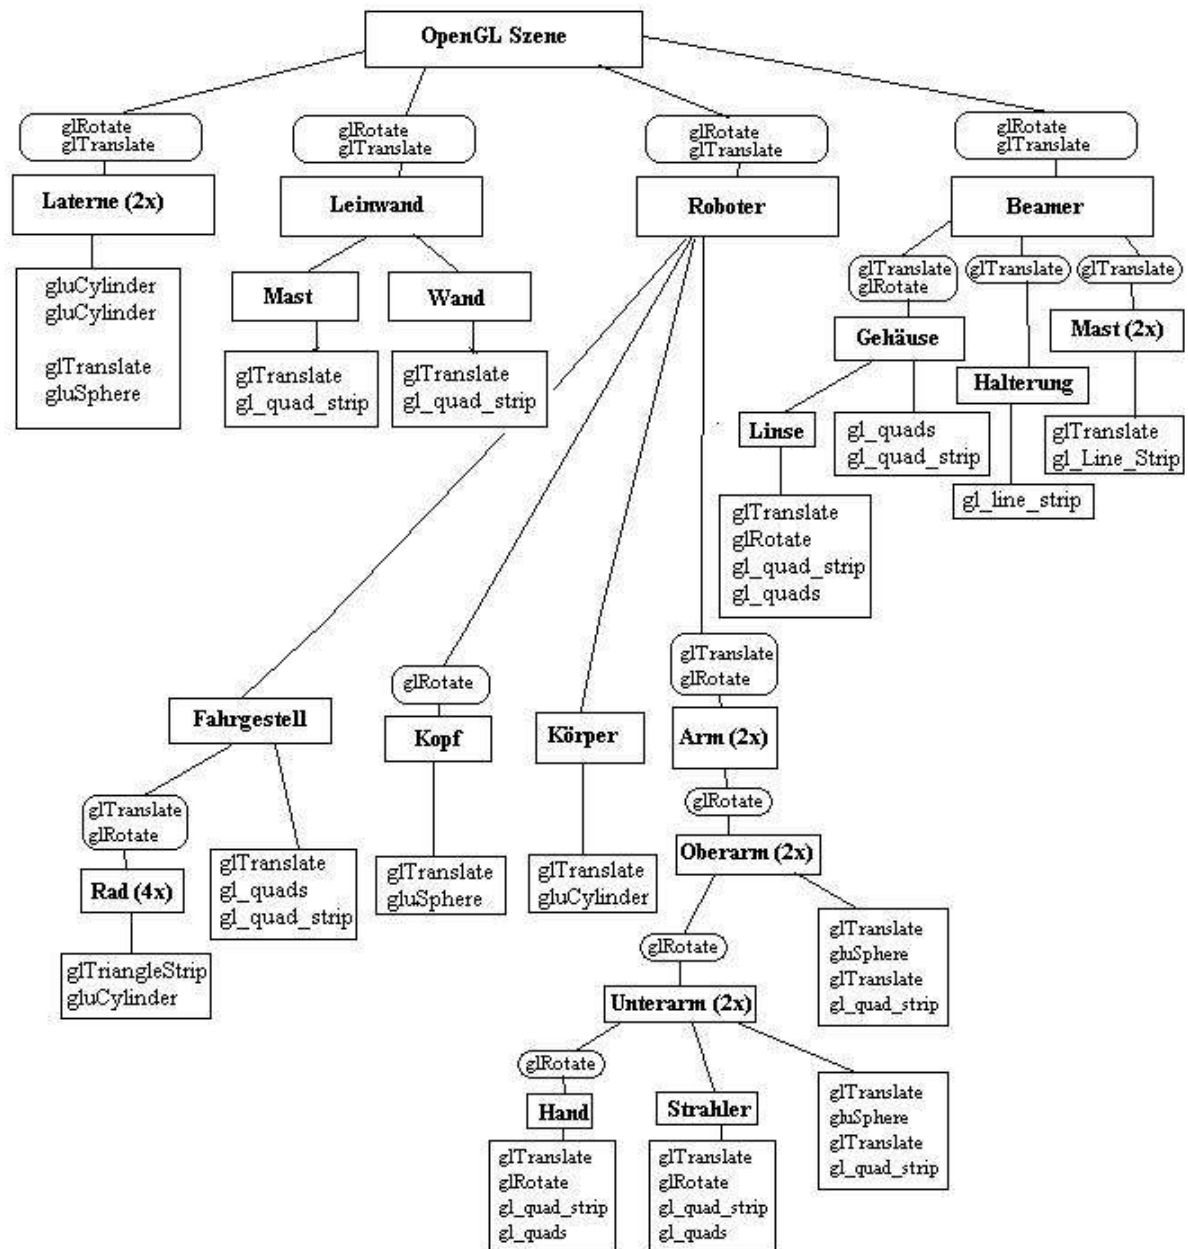 OpenGL Szene
glRotate
glTranslate
glRotate
glTranslate
glRotate
glTranslate
glRotate
glTranslate
Laterne (2x)
Leinwand
Roboter
Beamer
gluCylinder
gluCylinder
glTranslate
gluSphere
Mast
Wand
glTranslate
gl_quad_strip
glTranslate
gl_quad_strip
glTranslate
glRotate
glTranslate
glTranslate
Gehäuse
Mast (2x)
Halterung
Linse
gl_quads
gl_quad_strip
glTranslate
gl_Line_Strip
gl_line_strip
glTranslate
glRotate
gl_quad_strip
gl_quads
glRotate
glTranslate
glRotate
Fahrgestell
Kopf
Körper
Arm (2x)
glTranslate
glRotate
glRotate
Rad (4x)
glTranslate
gl_quads
gl_quad_strip
glTranslate
gluSphere
glTranslate
gluCylinder
Oberarm (2x)
glTriangleStrip
gluCylinder
glRotate
glTranslate
gluSphere
glTranslate
gl_quad_strip
Unterarm (2x)
glRotate
Hand
Strahler
glTranslate
gluSphere
glTranslate
gl_quad_strip
glTranslate
glRotate
gl_quad_strip
gl_quads
glTranslate
glRotate
gl_quad_strip
gl_quads